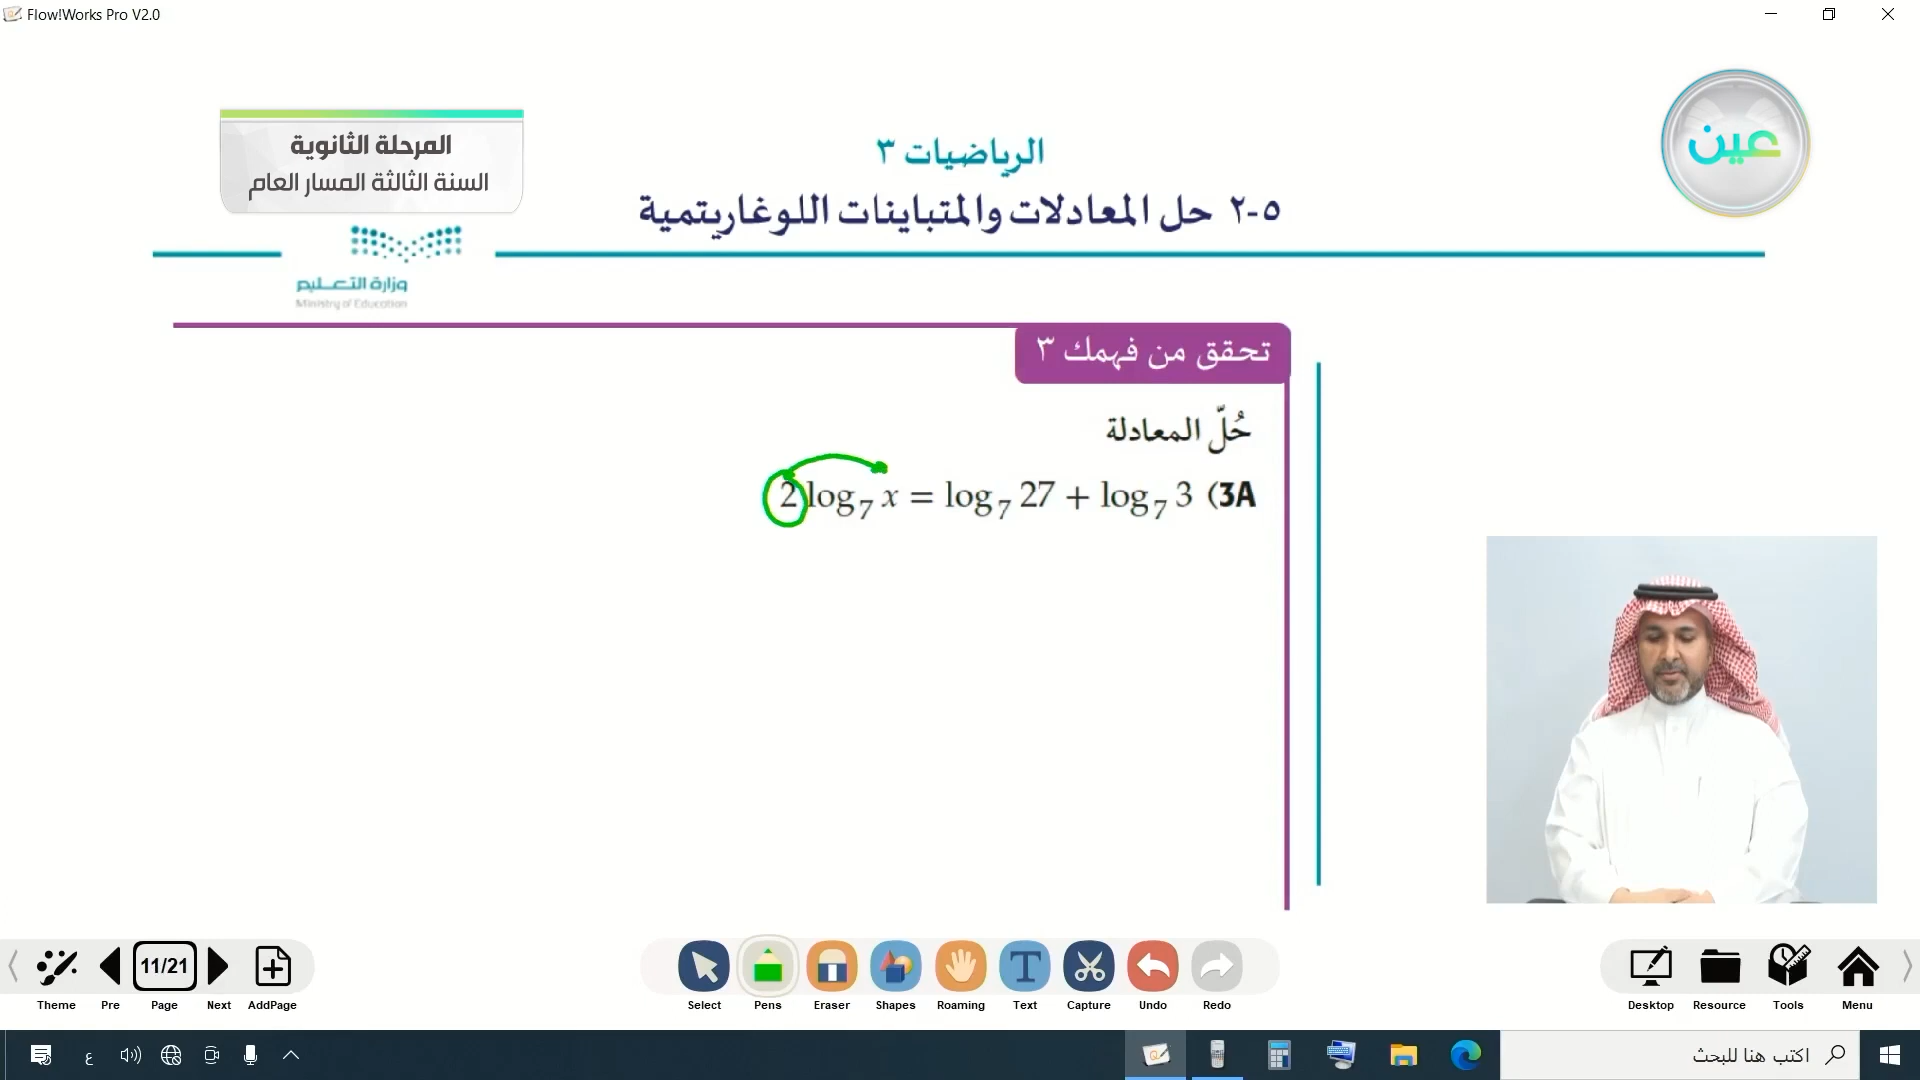 Flow!Works Pro V2.0
عين
المرحلة الثانوية
السنة الثالثة المسار العام
الرياضيات ٣
٢-٥ حل المعادلات والمتباينات اللوغاريتمية
وزارة التعـــليم
Ministry of Education
تحقق من فهمك ٣
حُلّ المعادلة
2 log₇ x = log₇ 27 + log₇ 3 (3A
11/21
Theme Pre Page Next AddPage
Select Pens Eraser Shapes Roaming Text Capture Undo Redo
Desktop Resource Tools Menu
ع
اكتب هنا للبحث